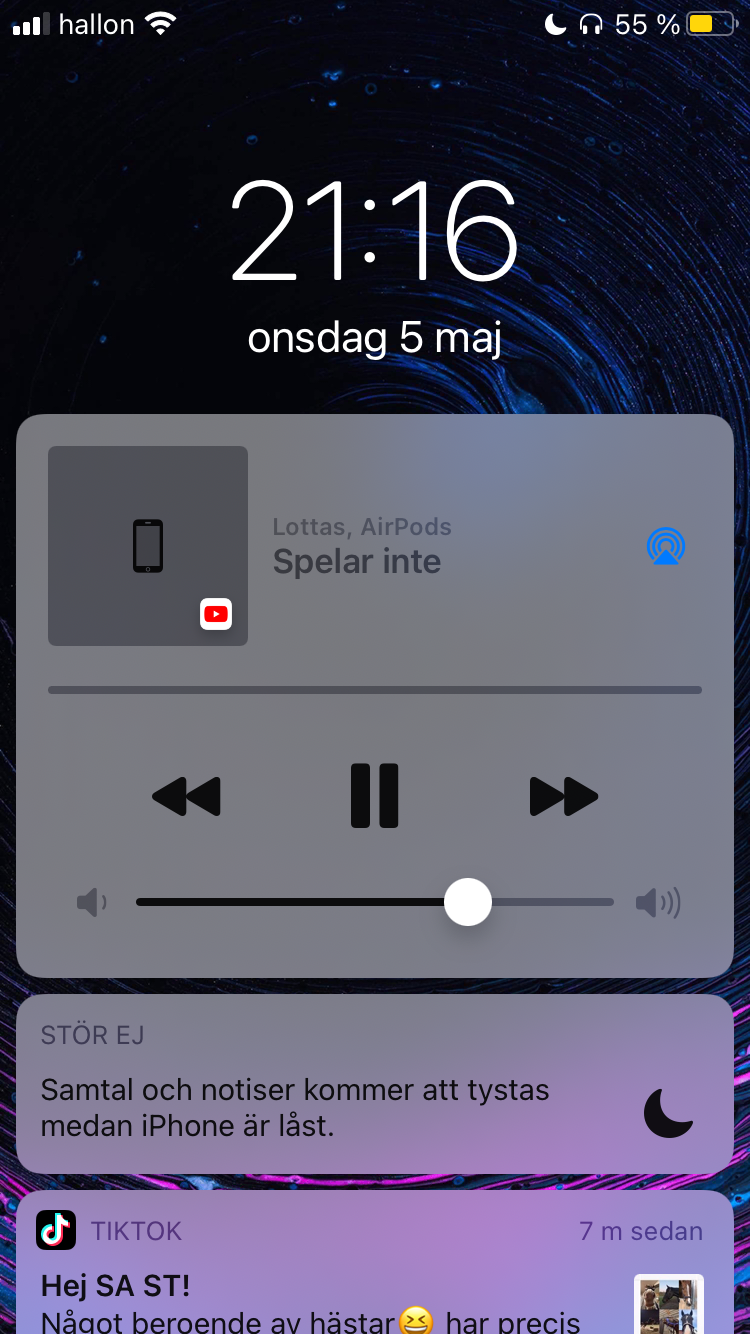 hallon 55 %
21:16
onsdag 5 maj
Lottas, AirPods
Spelar inte
STÖR EJ
Samtal och notiser kommer att tystas
medan iPhone är låst.
TIKTOK 7 m sedan
Hej SA ST!
Något beroende av hästar😆 har precis